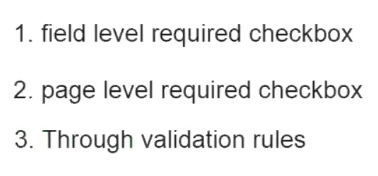 1. field level required checkbox
2. page level required checkbox
3. Through validation rules